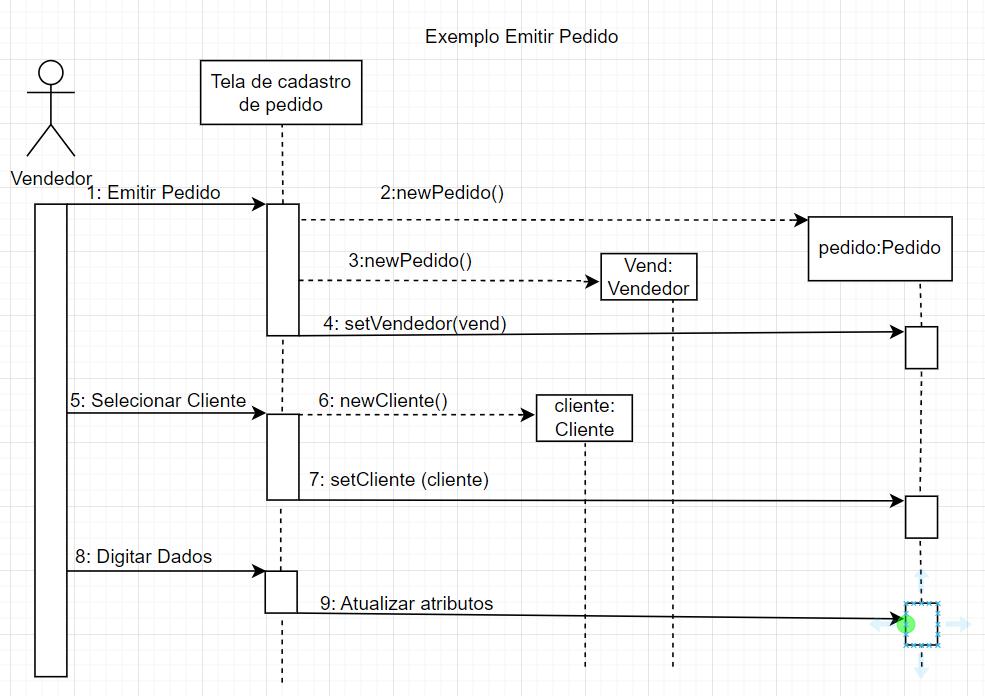 Exemplo Emitir Pedido
Tela de cadastro
de pedido
Vendedor
1: Emitir Pedido
2:newPedido()
pedido:Pedido
3:newPedido()
Vend:
Vendedor
4: setVendedor(vend)
5: Selecionar Cliente
6: newCliente()
cliente:
Cliente
7: setCliente (cliente)
8: Digitar Dados
9: Atualizar atributos